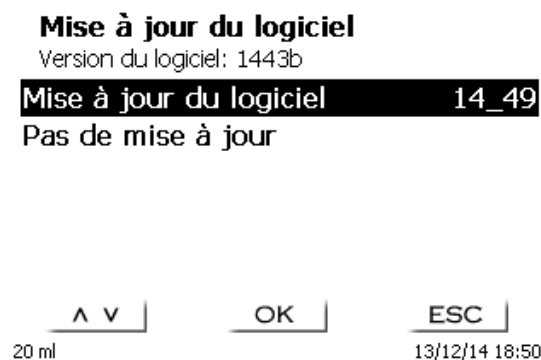 Mise à jour du logiciel
Version du logiciel: 1443b
Mise à jour du logiciel 14_49
Pas de mise à jour
∧ ∨ OK ESC
20 ml 13/12/14 18:50